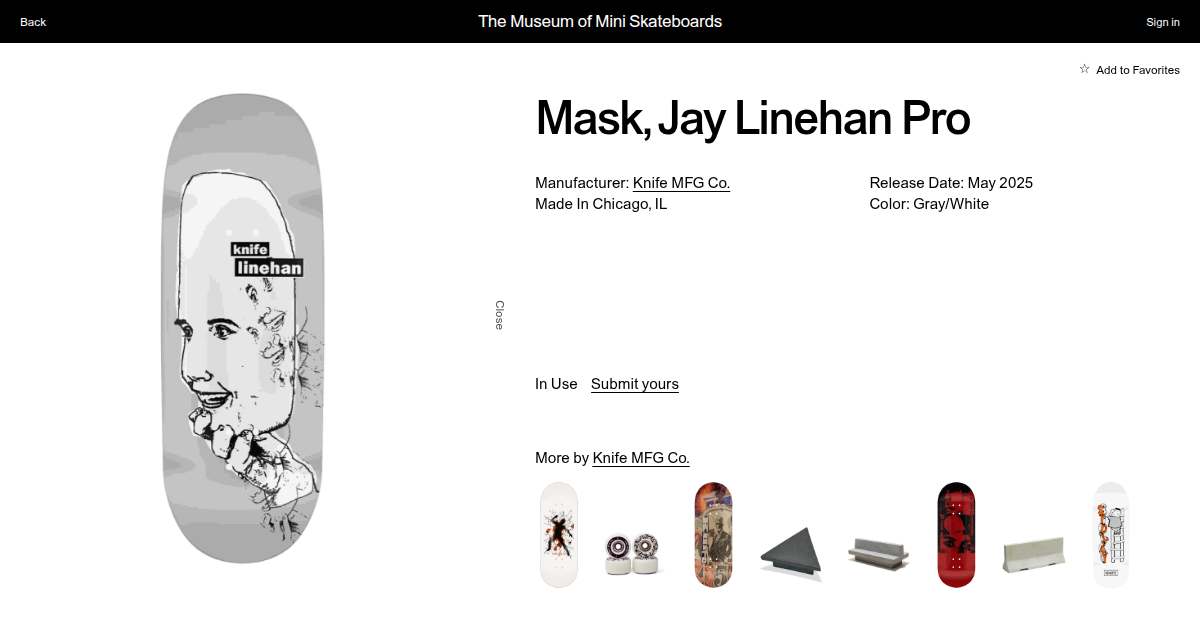 Back
The Museum of Mini Skateboards
Sign in
☆ Add to Favorites
Mask, Jay Linehan Pro
Manufacturer: Knife MFG Co.
Release Date: May 2025
Made In Chicago, IL
Color: Gray/White
knife
linehan
Close
In Use Submit yours
More by Knife MFG Co.